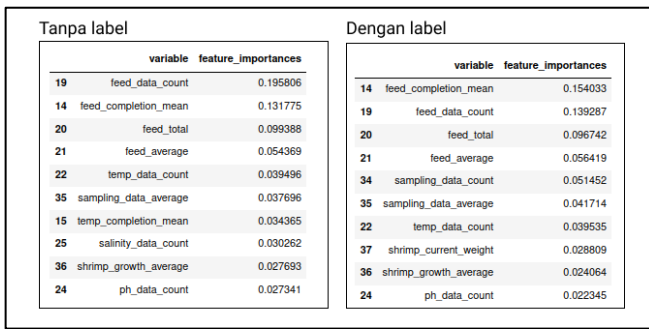 Tanpa label
variable feature_importances
19 feed_data_count 0.195806
14 feed_completion_mean 0.131775
20 feed_total 0.099388
21 feed_average 0.054369
22 temp_data_count 0.039496
35 sampling_data_average 0.037696
15 temp_completion_mean 0.034365
25 salinity_data_count 0.030262
36 shrimp_growth_average 0.027693
24 ph_data_count 0.027341
Dengan label
variable feature_importances
14 feed_completion_mean 0.154033
19 feed_data_count 0.139287
20 feed_total 0.096742
21 feed_average 0.056419
34 sampling_data_count 0.051452
35 sampling_data_average 0.041714
22 temp_data_count 0.039535
37 shrimp_current_weight 0.028809
36 shrimp_growth_average 0.024064
24 ph_data_count 0.022345